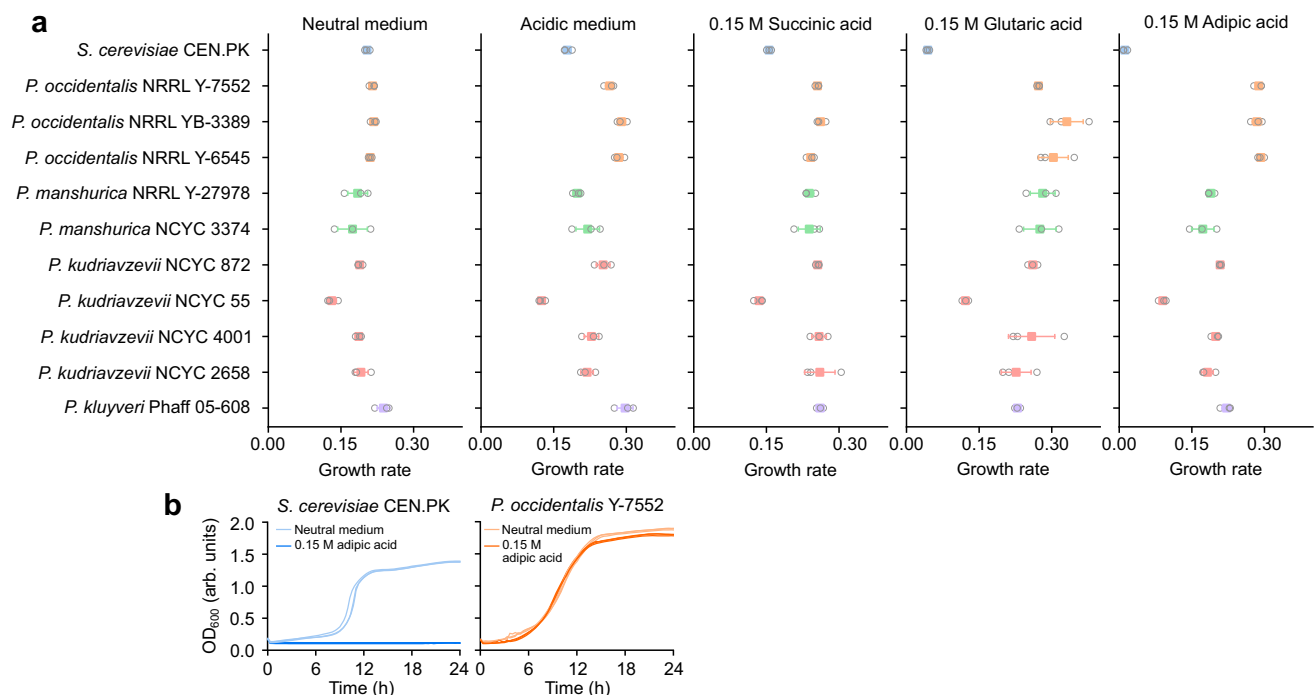 a
Neutral medium
Acidic medium
0.15 M Succinic acid
0.15 M Glutaric acid
0.15 M Adipic acid
S. cerevisiae CEN.PK
P. occidentalis NRRL Y-7552
P. occidentalis NRRL YB-3389
P. occidentalis NRRL Y-6545
P. manshurica NRRL Y-27978
P. manshurica NCYC 3374
P. kudriavzevii NCYC 872
P. kudriavzevii NCYC 55
P. kudriavzevii NCYC 4001
P. kudriavzevii NCYC 2658
P. kluyveri Phaff 05-608
0.00 0.15 0.30
0.00 0.15 0.30
0.00 0.15 0.30
0.00 0.15 0.30
0.00 0.15 0.30
Growth rate
Growth rate
Growth rate
Growth rate
Growth rate
b
S. cerevisiae CEN.PK
P. occidentalis Y-7552
OD600 (arb. units)
2.0
1.5
1.0
0.5
0.0
Neutral medium
0.15 M adipic acid
Neutral medium
0.15 M
adipic acid
0 6 12 18 24
0 6 12 18 24
Time (h)
Time (h)